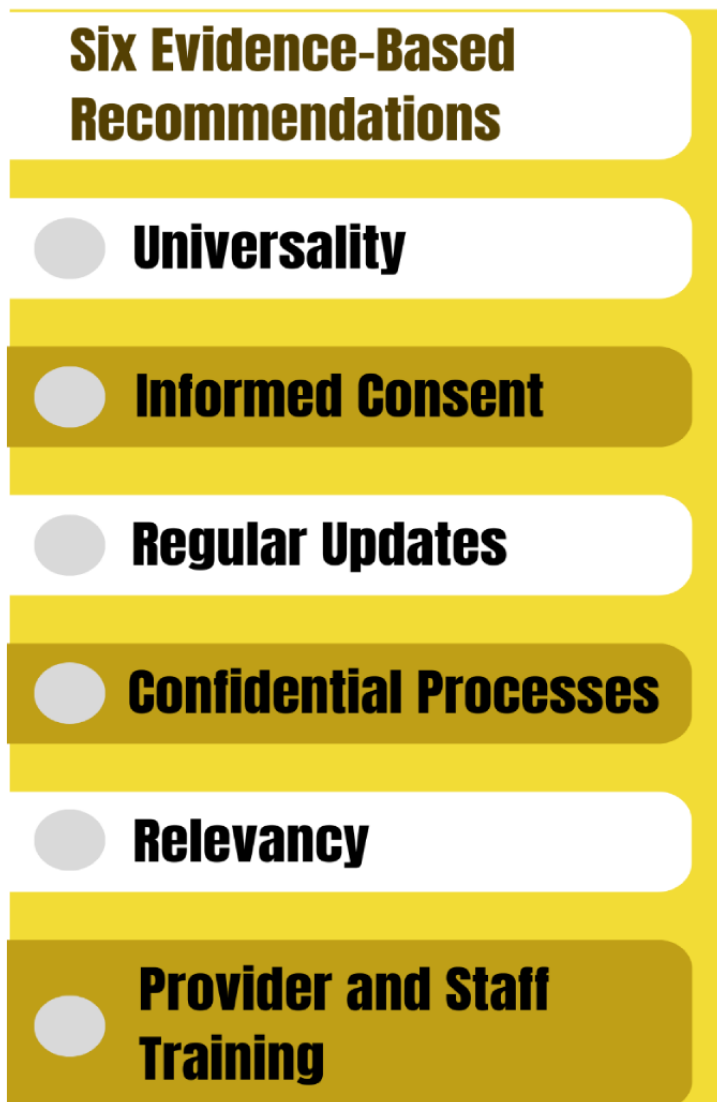 Six Evidence-Based
Recommendations
Universality
Informed Consent
Regular Updates
Confidential Processes
Relevancy
Provider and Staff
Training